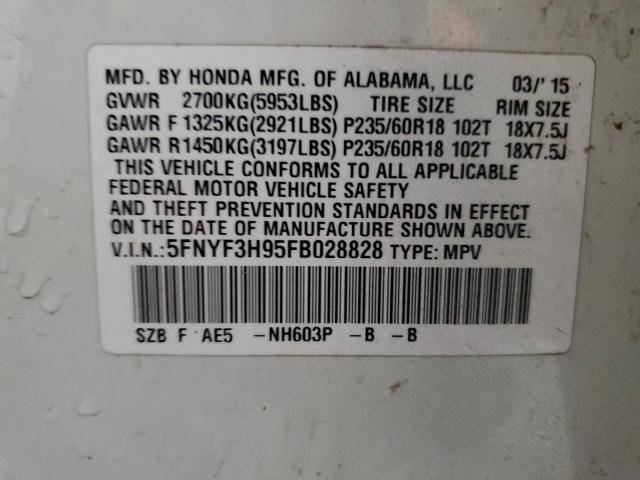 MFD. BY HONDA MFG. OF ALABAMA, LLC 03/'15
GVWR 2700KG(5953LBS) TIRE SIZE RIM SIZE
GAWR F 1325KG(2921LBS) P235/60R18 102T 18X7.5J
GAWR R1450KG(3197LBS) P235/60R18 102T 18X7.5J
THIS VEHICLE CONFORMS TO ALL APPLICABLE
FEDERAL MOTOR VEHICLE SAFETY
AND THEFT PREVENTION STANDARDS IN EFFECT
ON THE DATE OF MANUFACTURE SHOWN ABOVE.
V.I.N.:5FNYF3H95FB028828 TYPE: MPV
SZB F AE5 -NH603P -B -B